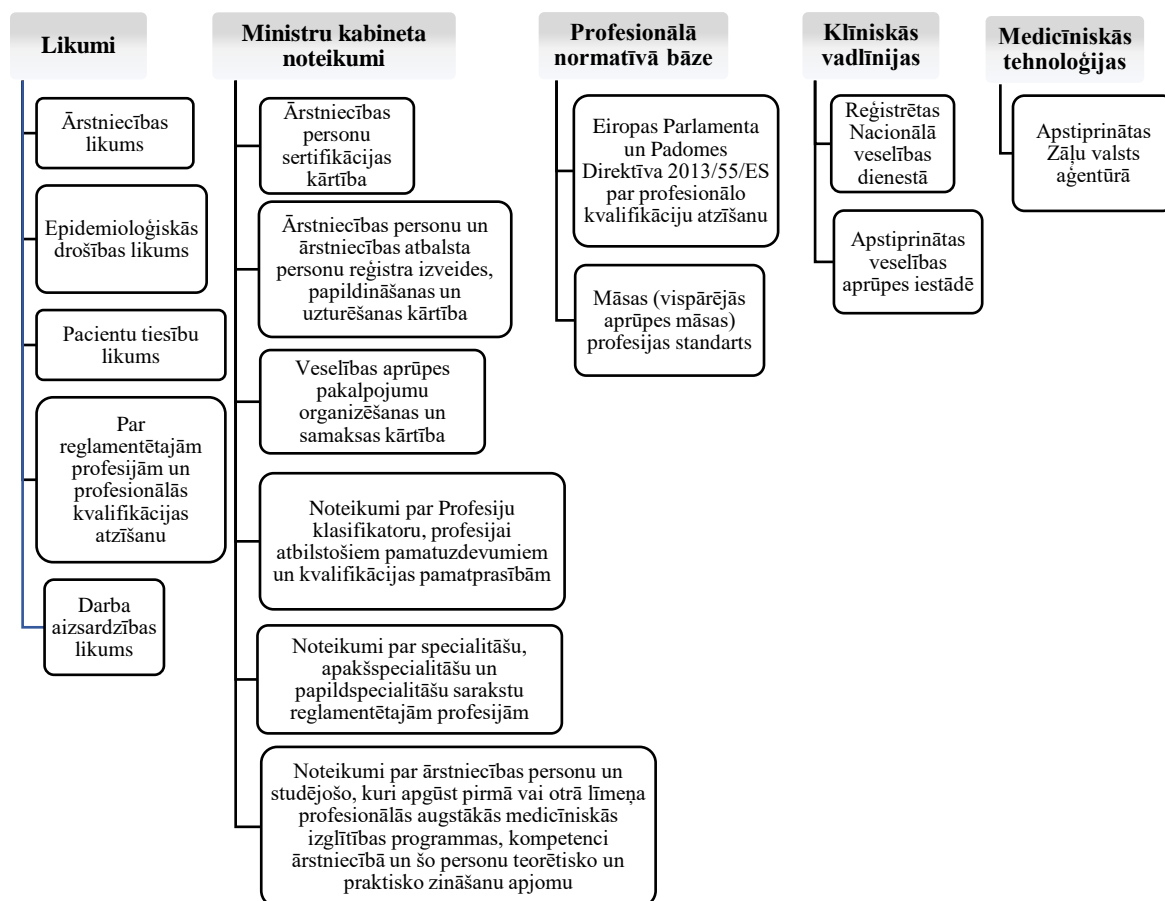 Likumi
Ārstniecības
likums
Epidemioloģiskās
drošības likums
Pacientu tiesību
likums
Par
reglamentētajām
profesijām un
profesionālās
kvalifikācijas
atzīšanu
Darba
aizsardzības
likums
Ministru kabineta
noteikumi
Ārstniecības
personu
sertifikācijas
kārtība
Ārstniecības personu un
ārstniecības atbalsta
personu reģistra izveides,
papildināšanas un
uzturēšanas kārtība
Veselības aprūpes
pakalpojumu
organizēšanas un
samaksas kārtība
Noteikumi par Profesiju
klasifikatoru, profesijai
atbilstošiem pamatuzdevumiem
un kvalifikācijas pamatprasībām
Noteikumi par specialitāšu,
apakšspecialitāšu un
papildspecialitāšu sarakstu
reglamentētajām profesijām
Noteikumi par ārstniecības personu un
studējošo, kuri apgūst pirmā vai otrā līmeņa
profesionālās augstākās medicīniskās
izglītības programmas, kompetenci
ārstniecībā un šo personu teorētisko un
praktisko zināšanu apjomu
Profesionālā
normatīvā bāze
Eiropas Parlamenta
un Padomes
Direktīva 2013/55/ES
par profesionālo
kvalifikāciju atzīšanu
Māsas (vispārējās
aprūpes māsas)
profesijas standarts
Klīniskās
vadlīnijas
Reģistrētas
Nacionālā
veselības
dienestā
Apstiprinātas
veselības
aprūpes iestādē
Medicīniskās
tehnoloģijas
Apstiprinātas
Zāļu valsts
aģentūrā